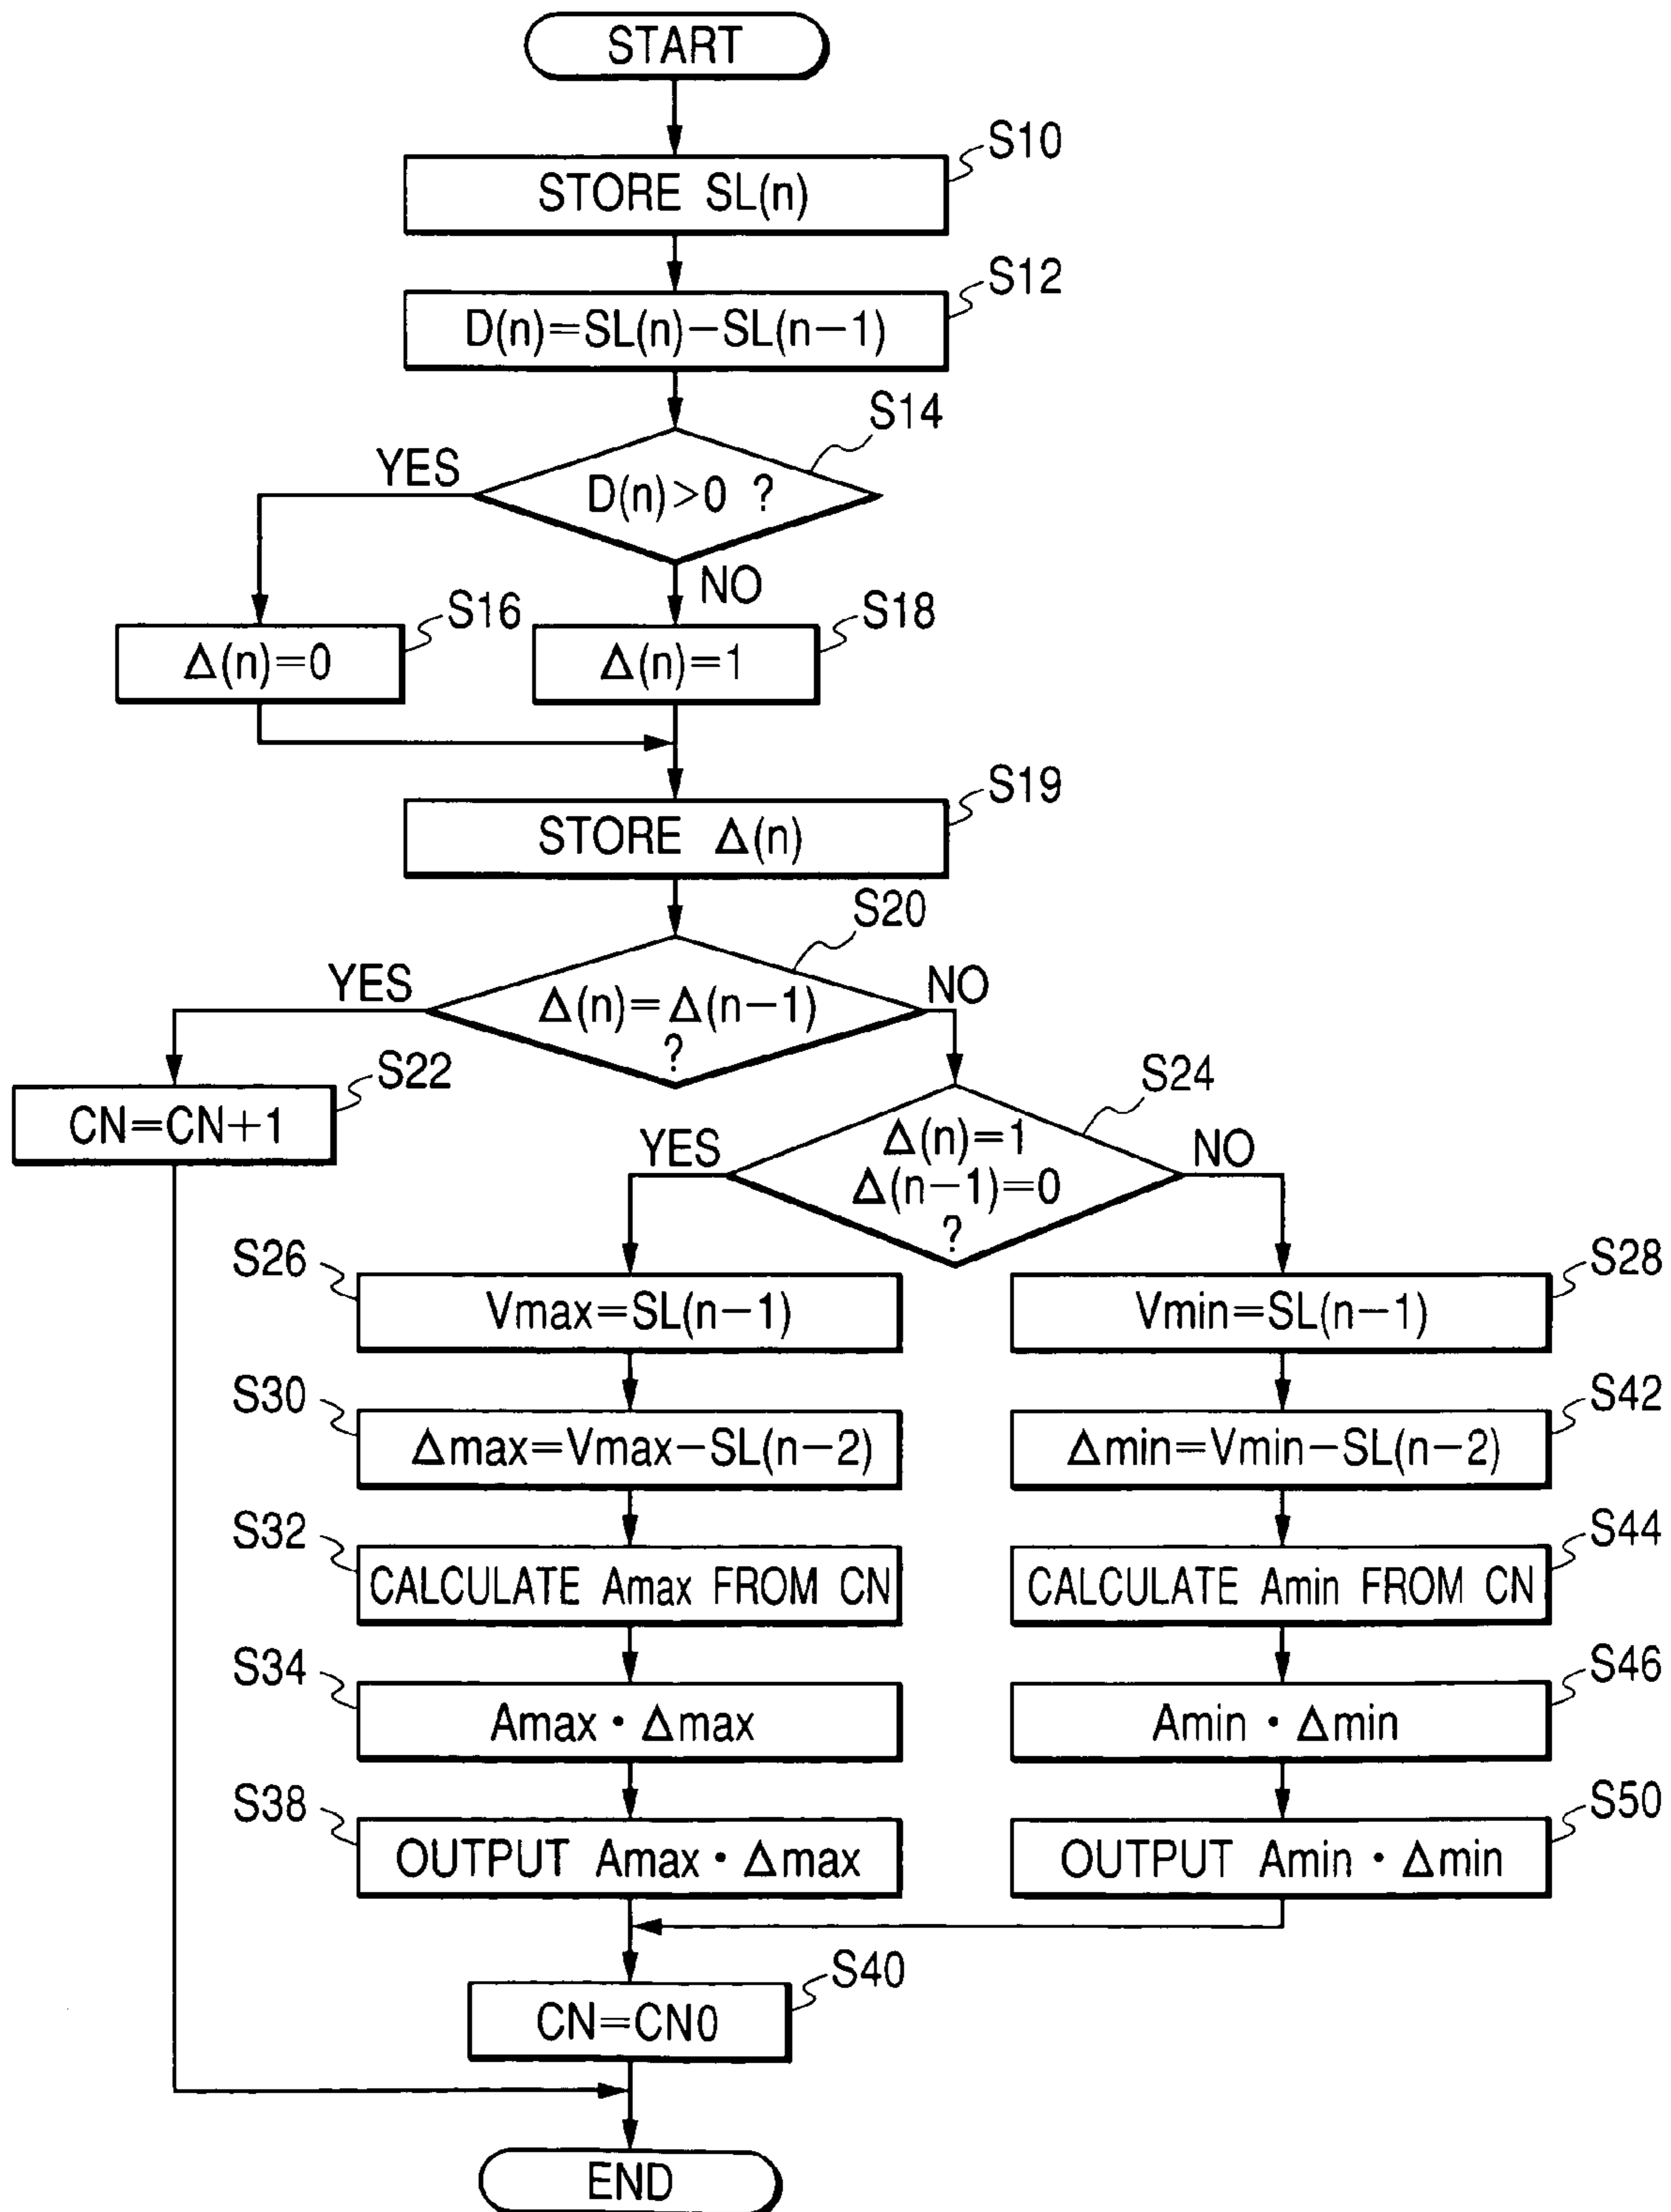 START
S10
STORE SL(n)
S12
D(n)=SL(n)−SL(n−1)
S14
YES
D(n)>0 ?
NO
S16
S18
Δ(n)=0
Δ(n)=1
S19
STORE Δ(n)
S20
YES
NO
Δ(n)=Δ(n−1)
?
S22
S24
CN=CN+1
YES
Δ(n)=1
NO
Δ(n−1)=0
?
S26
S28
Vmax=SL(n−1)
Vmin=SL(n−1)
S30
S42
Δmax=Vmax−SL(n−2)
Δmin=Vmin−SL(n−2)
S32
S44
CALCULATE Amax FROM CN
CALCULATE Amin FROM CN
S34
S46
Amax・Δmax
Amin・Δmin
S38
S50
OUTPUT Amax・Δmax
OUTPUT Amin・Δmin
S40
CN=CN0
END